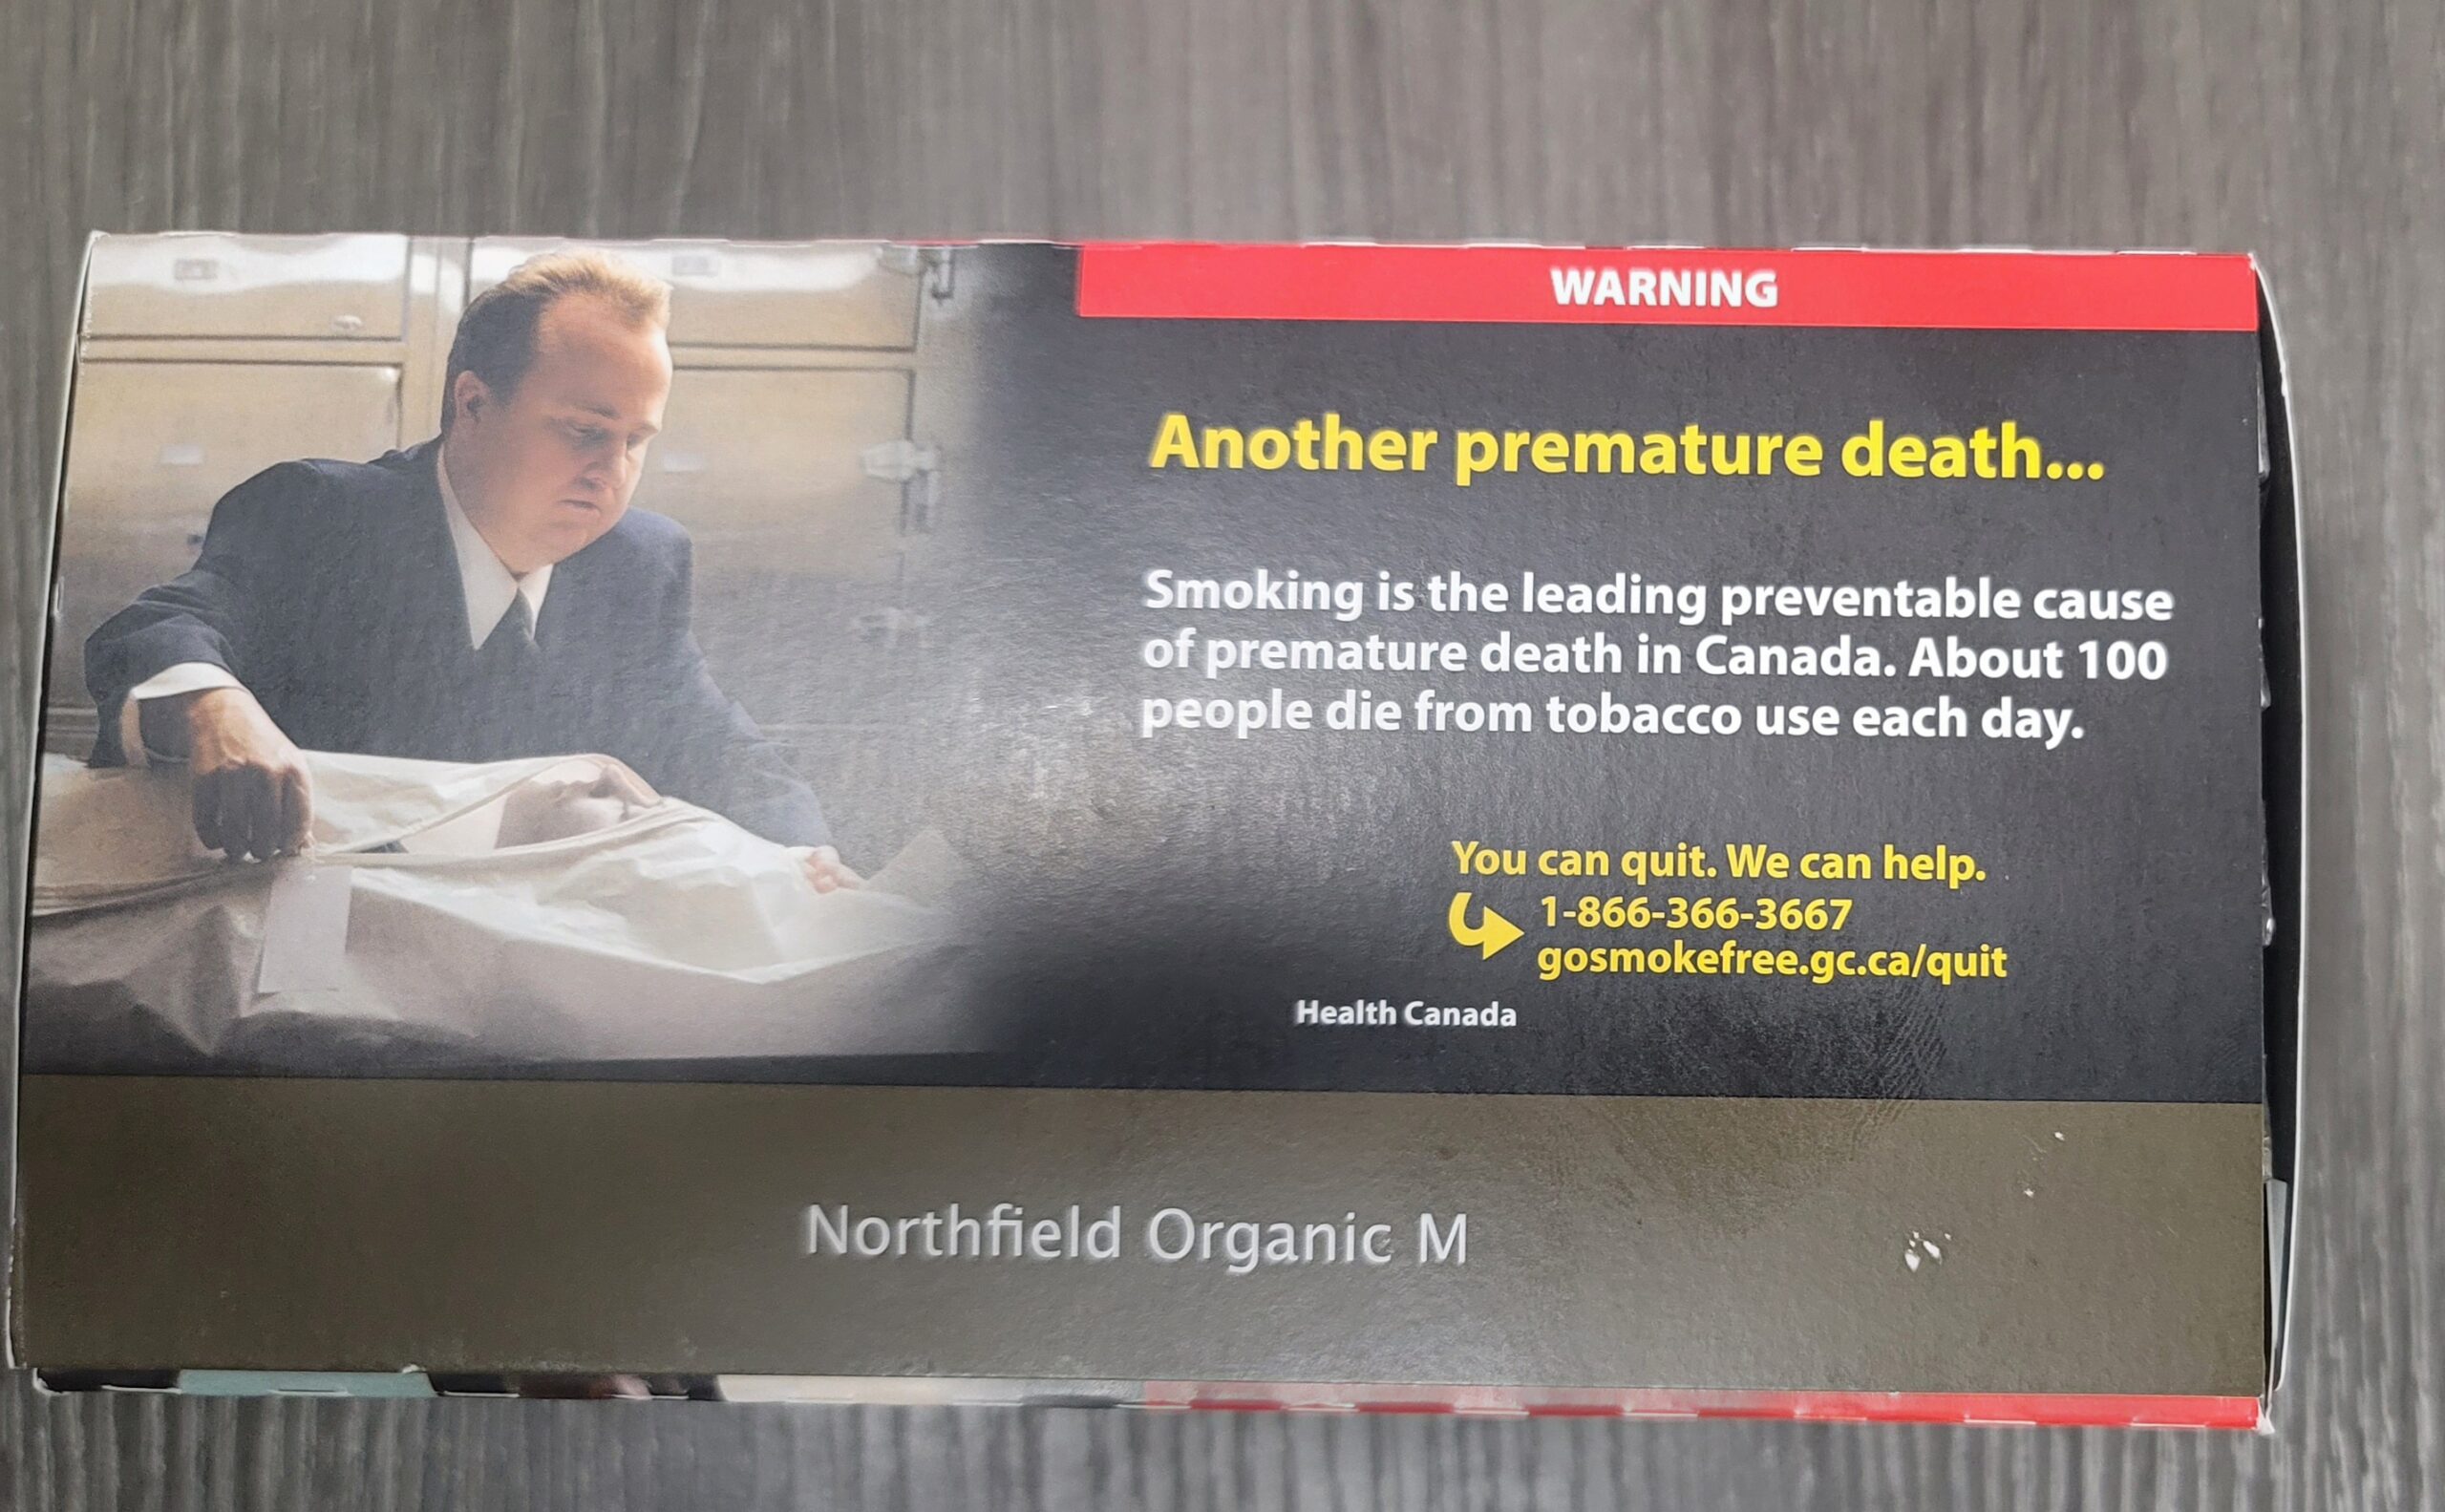 WARNING
Another premature death...
Smoking is the leading preventable cause
of premature death in Canada. About 100
people die from tobacco use each day.
You can quit. We can help.
1-866-366-3667
gosmokefree.gc.ca/quit
Health Canada
Northfield Organic M